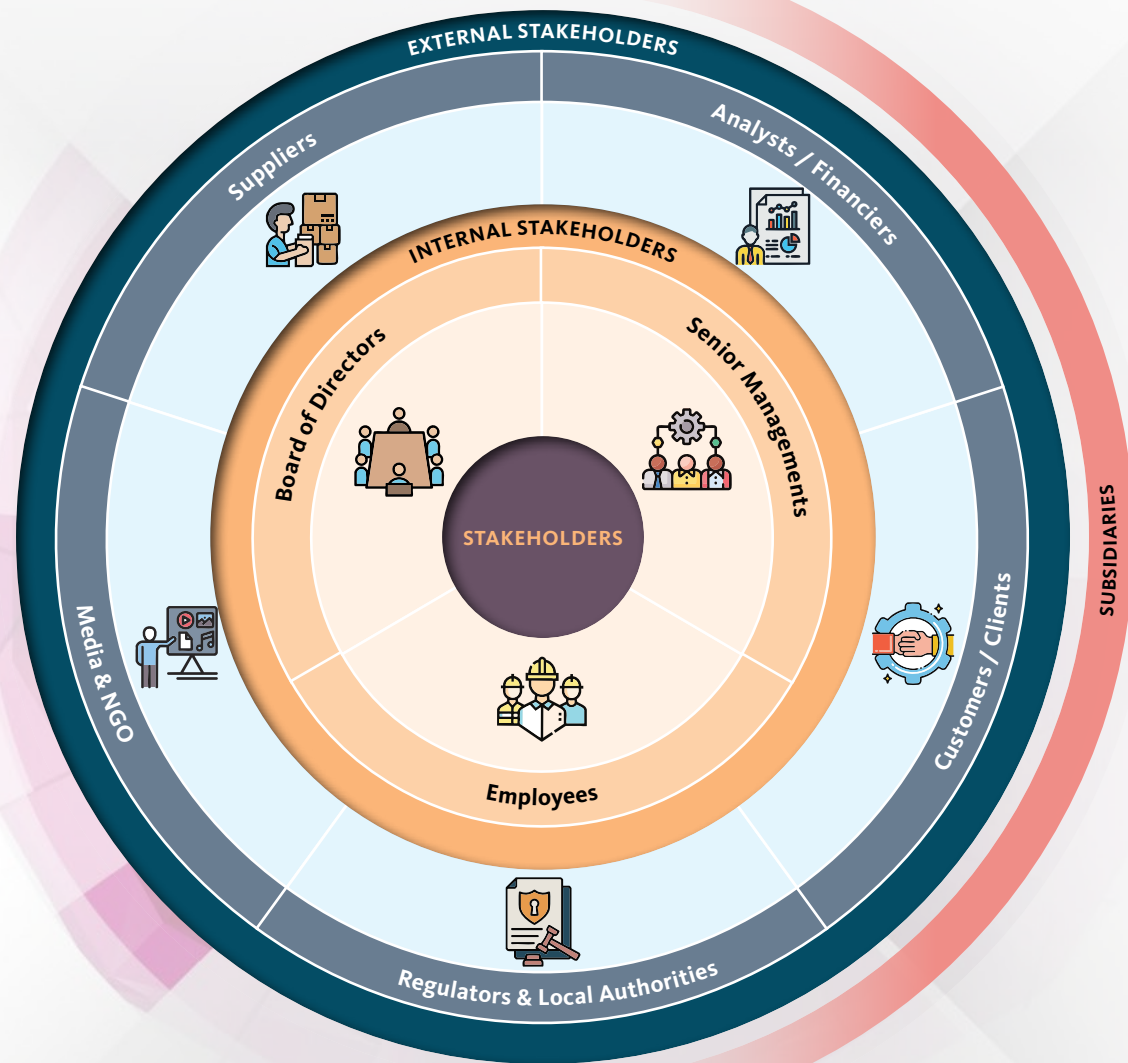 EXTERNAL STAKEHOLDERS
Suppliers
Analysts / Financiers
INTERNAL STAKEHOLDERS
Board of Directors
Senior Managements
STAKEHOLDERS
SUBSIDIARIES
Media & NGO
Customers / Clients
Employees
Regulators & Local Authorities